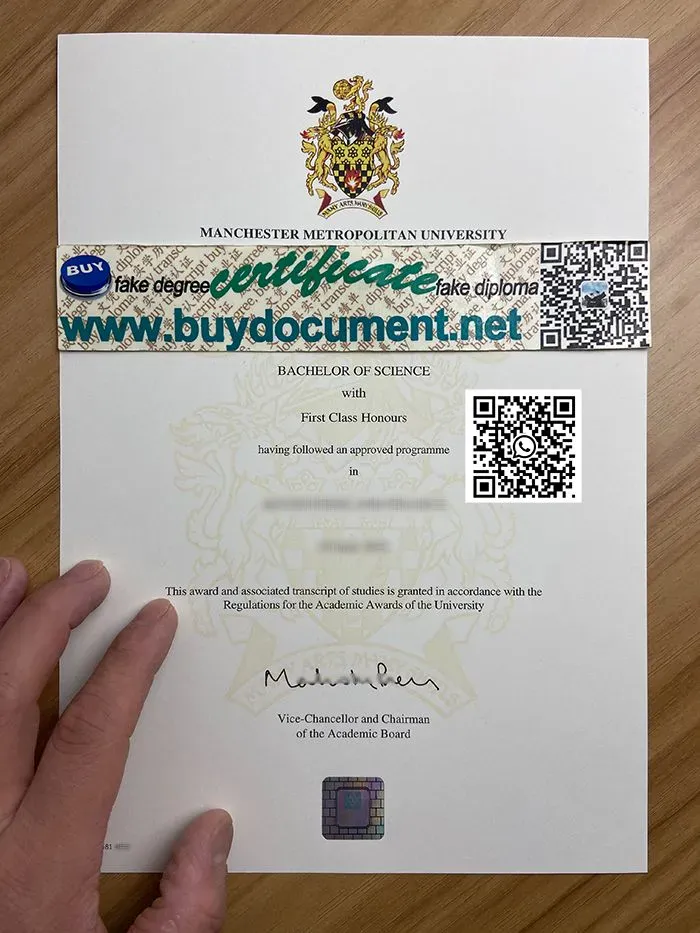 MANCHESTER METROPOLITAN UNIVERSITY
BUY
fake degree certificate fake diploma
www.buydocument.net
BACHELOR OF SCIENCE
with
First Class Honours
having followed an approved programme
in
This award and associated transcript of studies is granted in accordance with the
Regulations for the Academic Awards of the University
Vice-Chancellor and Chairman
of the Academic Board